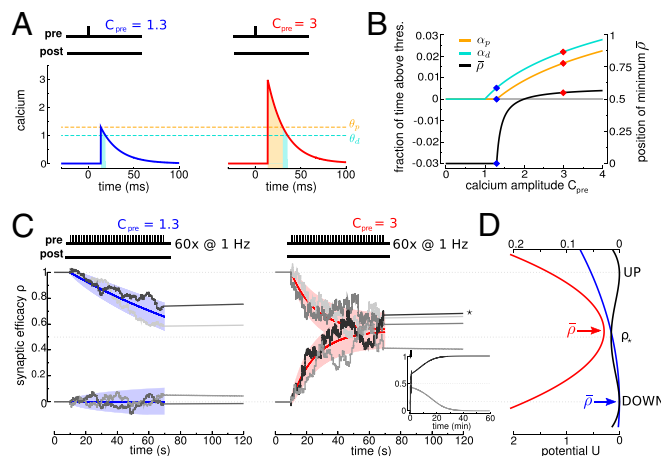 A
C_pre = 1.3
C_pre = 3
pre
post
calcium
3
2
1
0
θ_p
θ_d
0 50 100
0 50 100
time (ms)
time (ms)
B
α_p
α_d
ρ̄
fraction of time above thres.
0.03
0.02
0.01
0.00
-0.01
-0.02
-0.03
position of minimum ρ̄
1
0.75
0.5
0.25
0
0 1 2 3 4
calcium amplitude C_pre
C
C_pre = 1.3
C_pre = 3
pre
60x @ 1 Hz
60x @ 1 Hz
post
synaptic efficacy ρ
1
0.8
0.6
0.4
0.2
0
*
1
0
0 10 20 30 40 50 60
time (min)
0 20 40 60 80 100 120
0 20 40 60 80 100 120
time (s)
time (s)
D
0.2 0.1 0
UP
ρ̄
ρ_*
ρ̄
DOWN
2 1 0
potential U